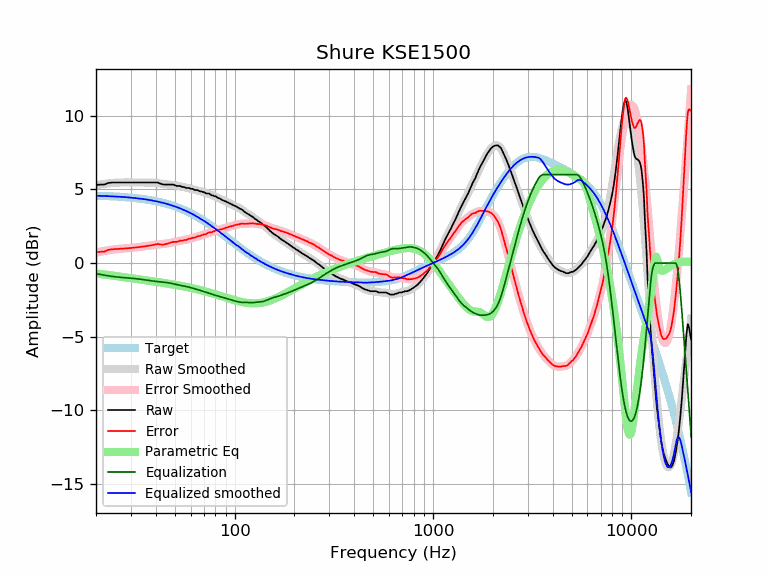 Shure KSE1500
Amplitude (dBr)
10
5
0
−5
−10
−15
Target
Raw Smoothed
Error Smoothed
Raw
Error
Parametric Eq
Equalization
Equalized smoothed
100
1000
10000
Frequency (Hz)